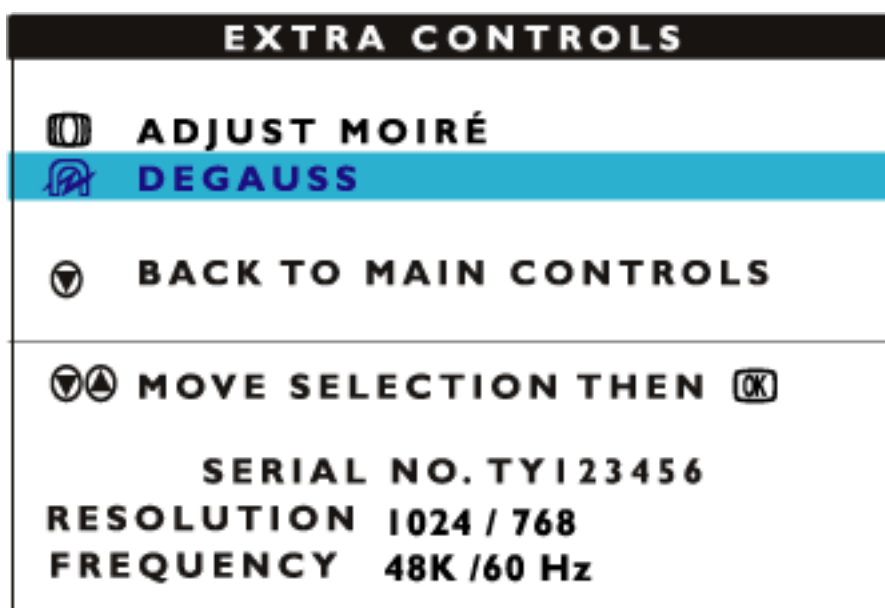 EXTRA CONTROLS
ADJUST MOIRÉ
DEGAUSS
BACK TO MAIN CONTROLS
MOVE SELECTION THEN OK
SERIAL NO. TY123456
RESOLUTION 1024 / 768
FREQUENCY 48K /60 Hz